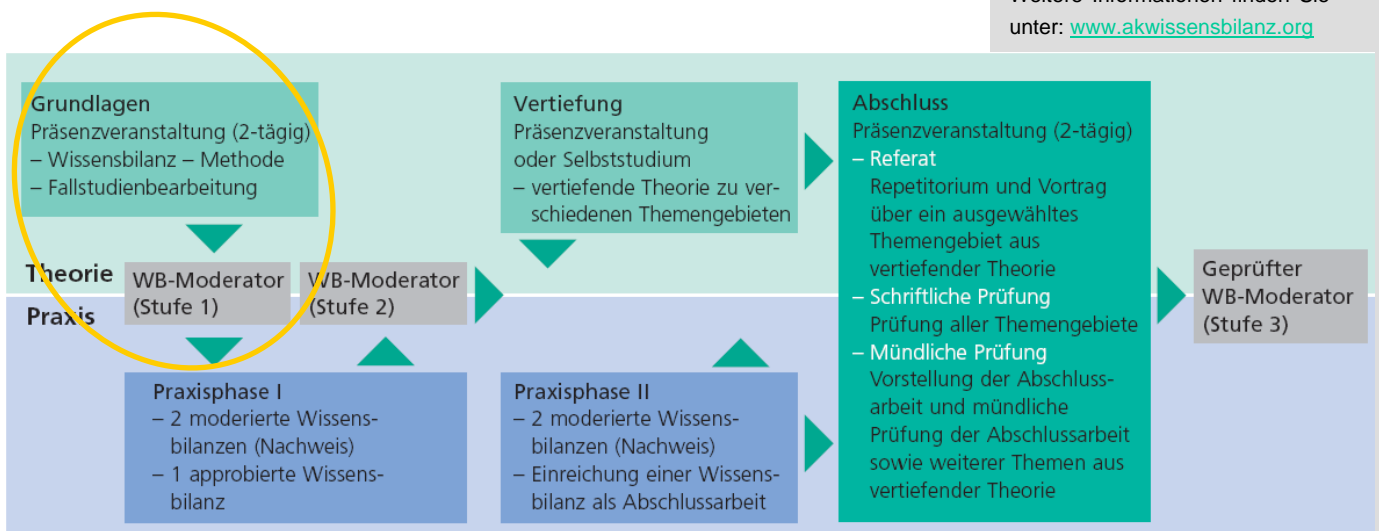 Weitere Informationen finden Sie
unter: www.akwissensbilanz.org
Grundlagen
Präsenzveranstaltung (2-tägig)
– Wissensbilanz – Methode
– Fallstudienbearbeitung
Vertiefung
Präsenzveranstaltung
oder Selbststudium
– vertiefende Theorie zu ver-
schiedenen Themengebieten
Abschluss
Präsenzveranstaltung (2-tägig)
– Referat
Repetitorium und Vortrag
über ein ausgewähltes
Themengebiet aus
vertiefender Theorie
– Schriftliche Prüfung
Prüfung aller Themengebiete
– Mündliche Prüfung
Vorstellung der Abschluss-
arbeit und mündliche
Prüfung der Abschlussarbeit
sowie weiterer Themen aus
vertiefender Theorie
Theorie
Praxis
WB-Moderator
(Stufe 1)
WB-Moderator
(Stufe 2)
Geprüfter
WB-Moderator
(Stufe 3)
Praxisphase I
– 2 moderierte Wissens-
bilanzen (Nachweis)
– 1 approbierte Wissens-
bilanz
Praxisphase II
– 2 moderierte Wissens-
bilanzen (Nachweis)
– Einreichung einer Wissens-
bilanz als Abschlussarbeit